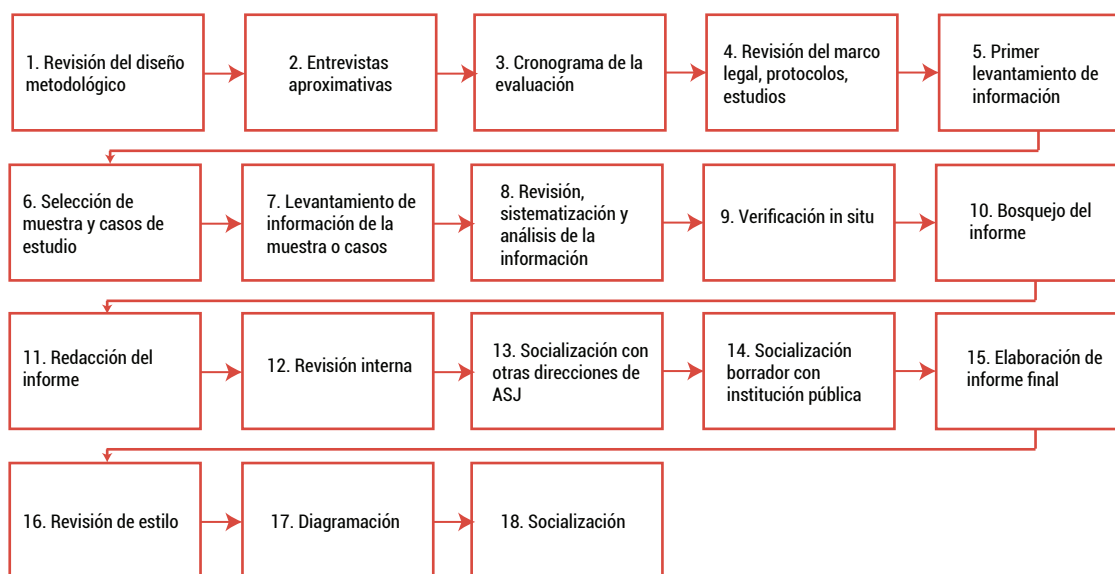 1. Revisión del diseño
metodológico
2. Entrevistas
aproximativas
3. Cronograma de la
evaluación
4. Revisión del marco
legal, protocolos,
estudios
5. Primer
levantamiento de
información
6. Selección de
muestra y casos de
estudio
7. Levantamiento de
información de la
muestra o casos
8. Revisión,
sistematización y
análisis de la
información
9. Verificación in situ
10. Bosquejo del
informe
11. Redacción del
informe
12. Revisión interna
13. Socialización con
otras direcciones de
ASJ
14. Socialización
borrador con
institución pública
15. Elaboración de
informe final
16. Revisión de estilo
17. Diagramación
18. Socialización